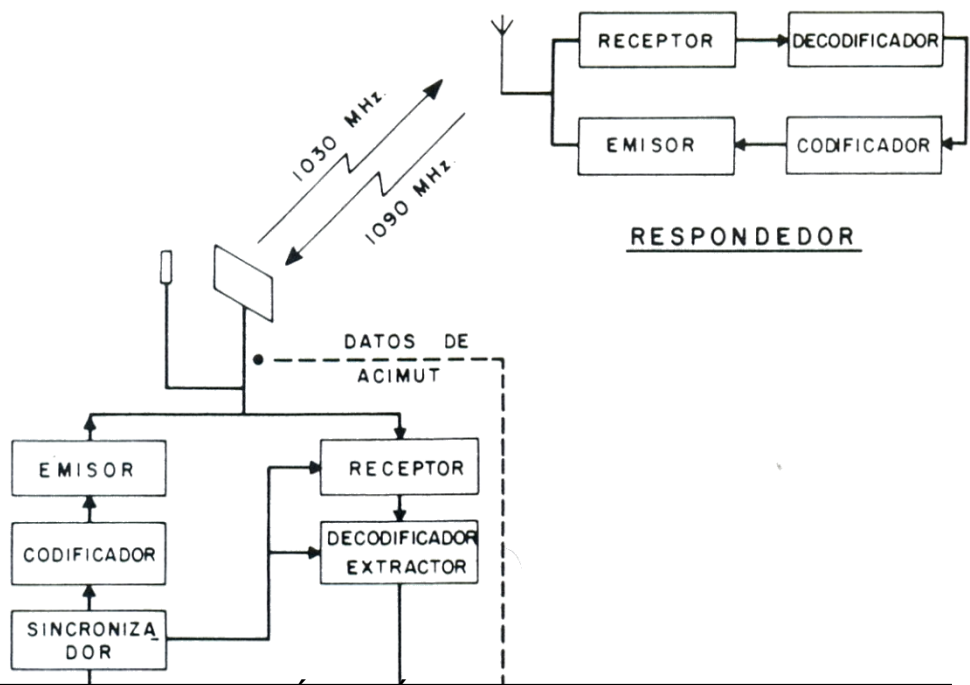 RECEPTOR
DECODIFICADOR
1030 MHz.
EMISOR
CODIFICADOR
1090 MHz.
RESPONDEDOR
DATOS DE
ACIMUT
EMISOR
RECEPTOR
CODIFICADOR
DECODIFICADOR
EXTRACTOR
SINCRONIZA
DOR